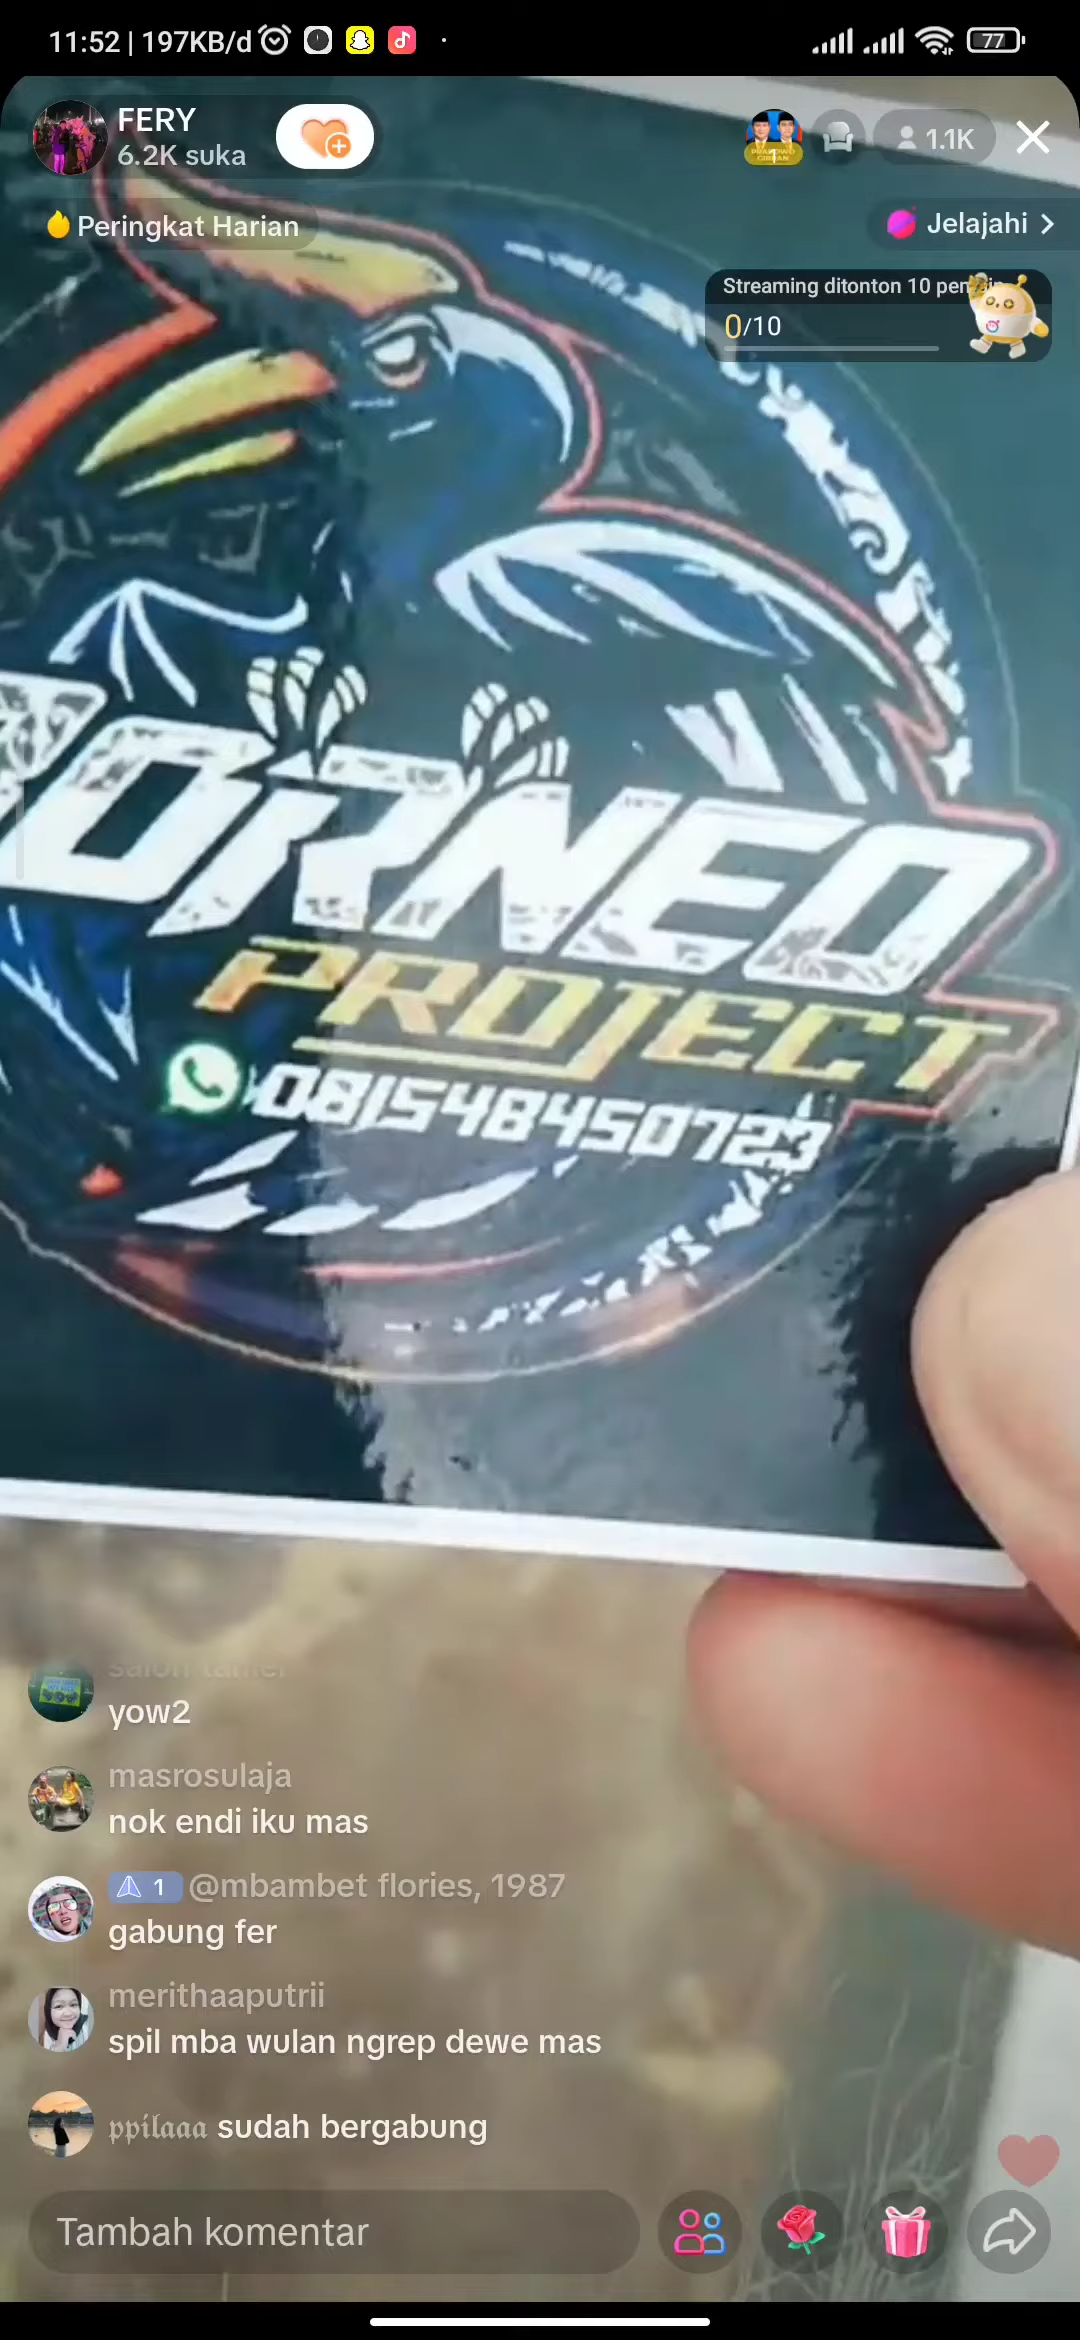 11:52 | 197KB/d
77
FERY
6.2K suka
1
1.1K
Peringkat Harian
Jelajahi >
Streaming ditonton 10
0/10
ORNEO
PROJECT
081548450723
yow2
masrosulaja
nok endi iku mas
1 @mbambet flories, 1987
gabung fer
merithaaputrii
spil mba wulan ngrep dewe mas
ppilaaa sudah bergabung
Tambah komentar